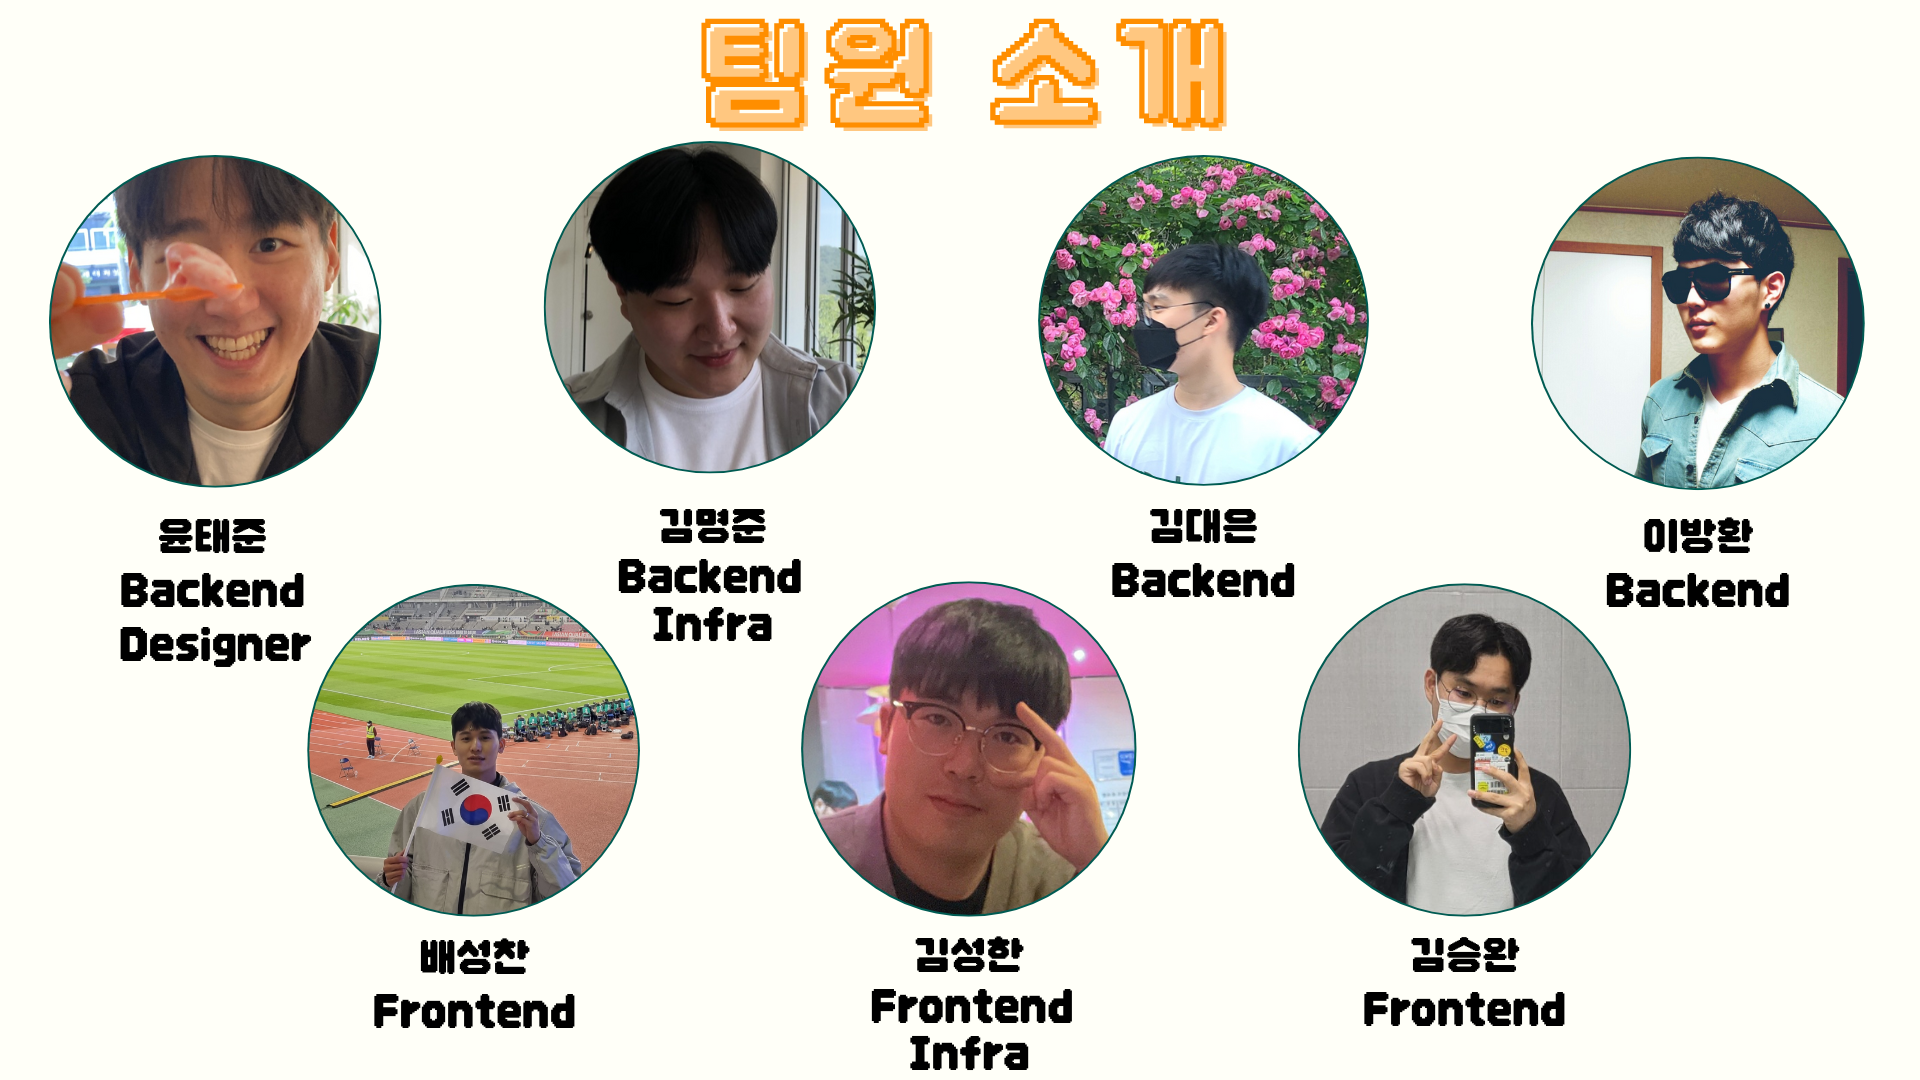 팀원 소개
윤태준
Backend
Designer
김명준
Backend
Infra
김대은
Backend
이방환
Backend
배성찬
Frontend
김성한
Frontend
Infra
김승완
Frontend